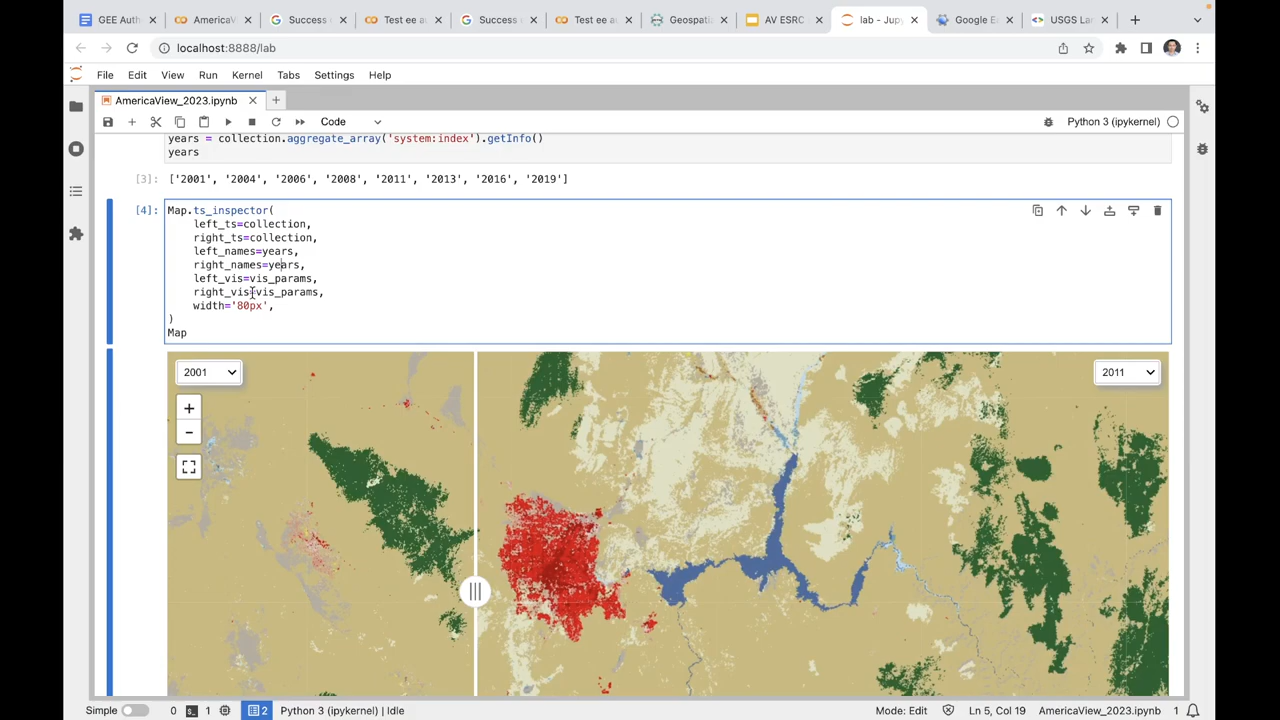 GEE Auth
AmericaV
Success
Test ee a
Success
Test ee a
Geospati
AV ESRC
lab - Jupy
Google E
USGS La
localhost:8888/lab
File Edit View Run Kernel Tabs Settings Help
AmericaView_2023.ipynb
Code
Python 3 (ipykernel)
years = collection.aggregate_array('system:index').getInfo()
years
[3]: ['2001', '2004', '2006', '2008', '2011', '2013', '2016', '2019']
[4]: Map.ts_inspector(
left_ts=collection,
right_ts=collection,
left_names=years,
right_names=years,
left_vis=vis_params,
right_vis=vis_params,
width='80px',
)
Map
2001
2011
+
−
Simple 0 1 2 Python 3 (ipykernel) | Idle Mode: Edit Ln 5, Col 19 AmericaView_2023.ipynb 1